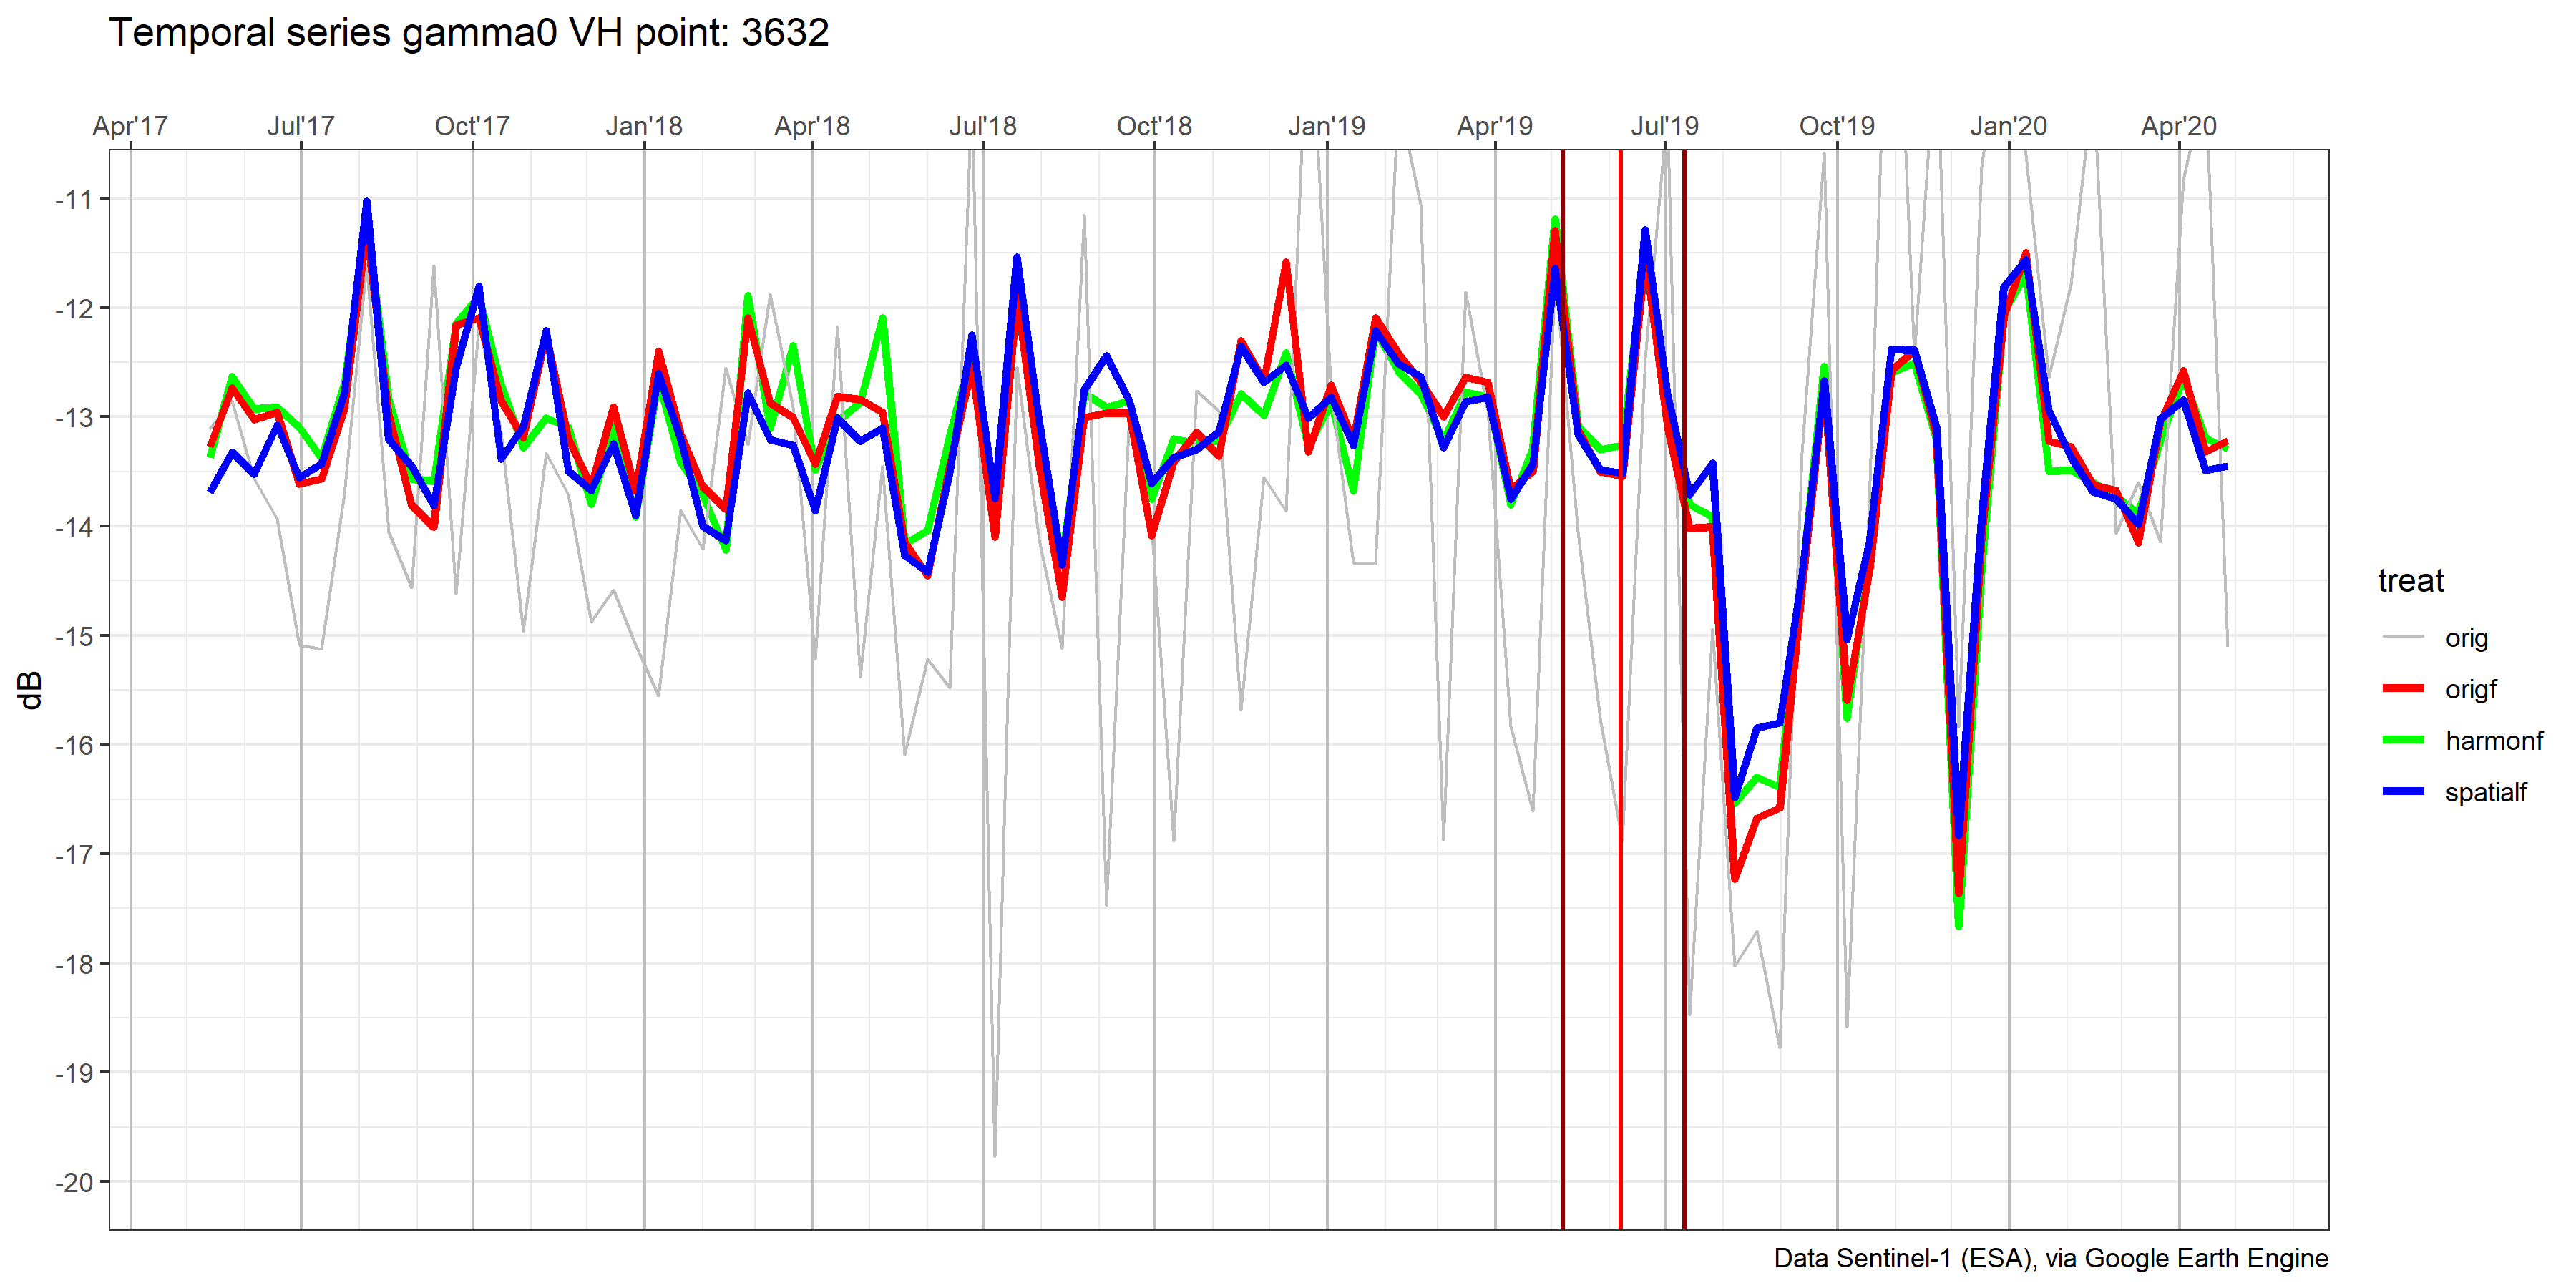 Temporal series gamma0 VH point: 3632
Apr'17 Jul'17 Oct'17 Jan'18 Apr'18 Jul'18 Oct'18 Jan'19 Apr'19 Jul'19 Oct'19 Jan'20 Apr'20
-11
-12
-13
-14
-15
-16
-17
-18
-19
-20
dB
treat
orig
origf
harmonf
spatialf
Data Sentinel-1 (ESA), via Google Earth Engine